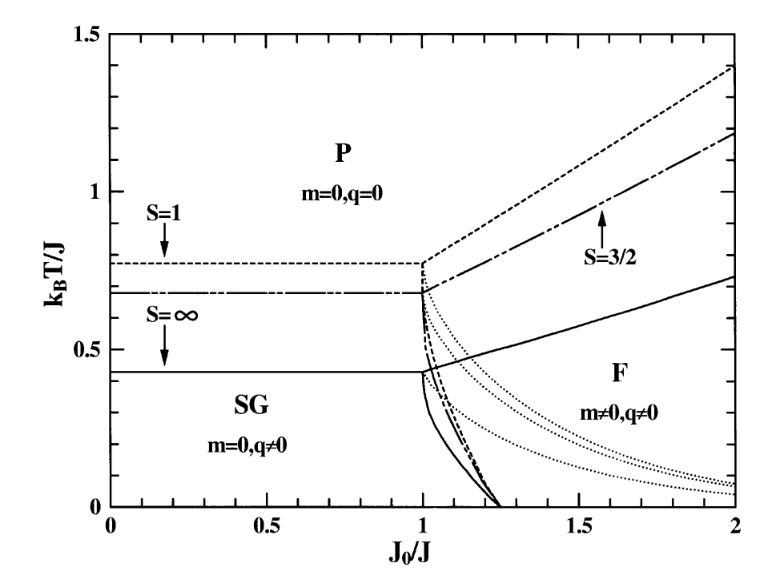 1.5
P
m=0,q=0
1
S=1
k_BT/J
S=3/2
S=∞
0.5
F
m≠0,q≠0
SG
m=0,q≠0
0
0 0.5 1 1.5 2
J_0/J